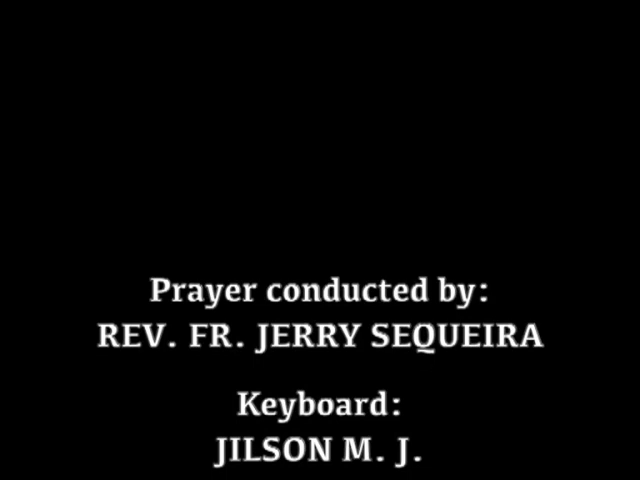 Prayer conducted by:
REV. FR. JERRY SEQUEIRA
Keyboard:
JILSON M. J.